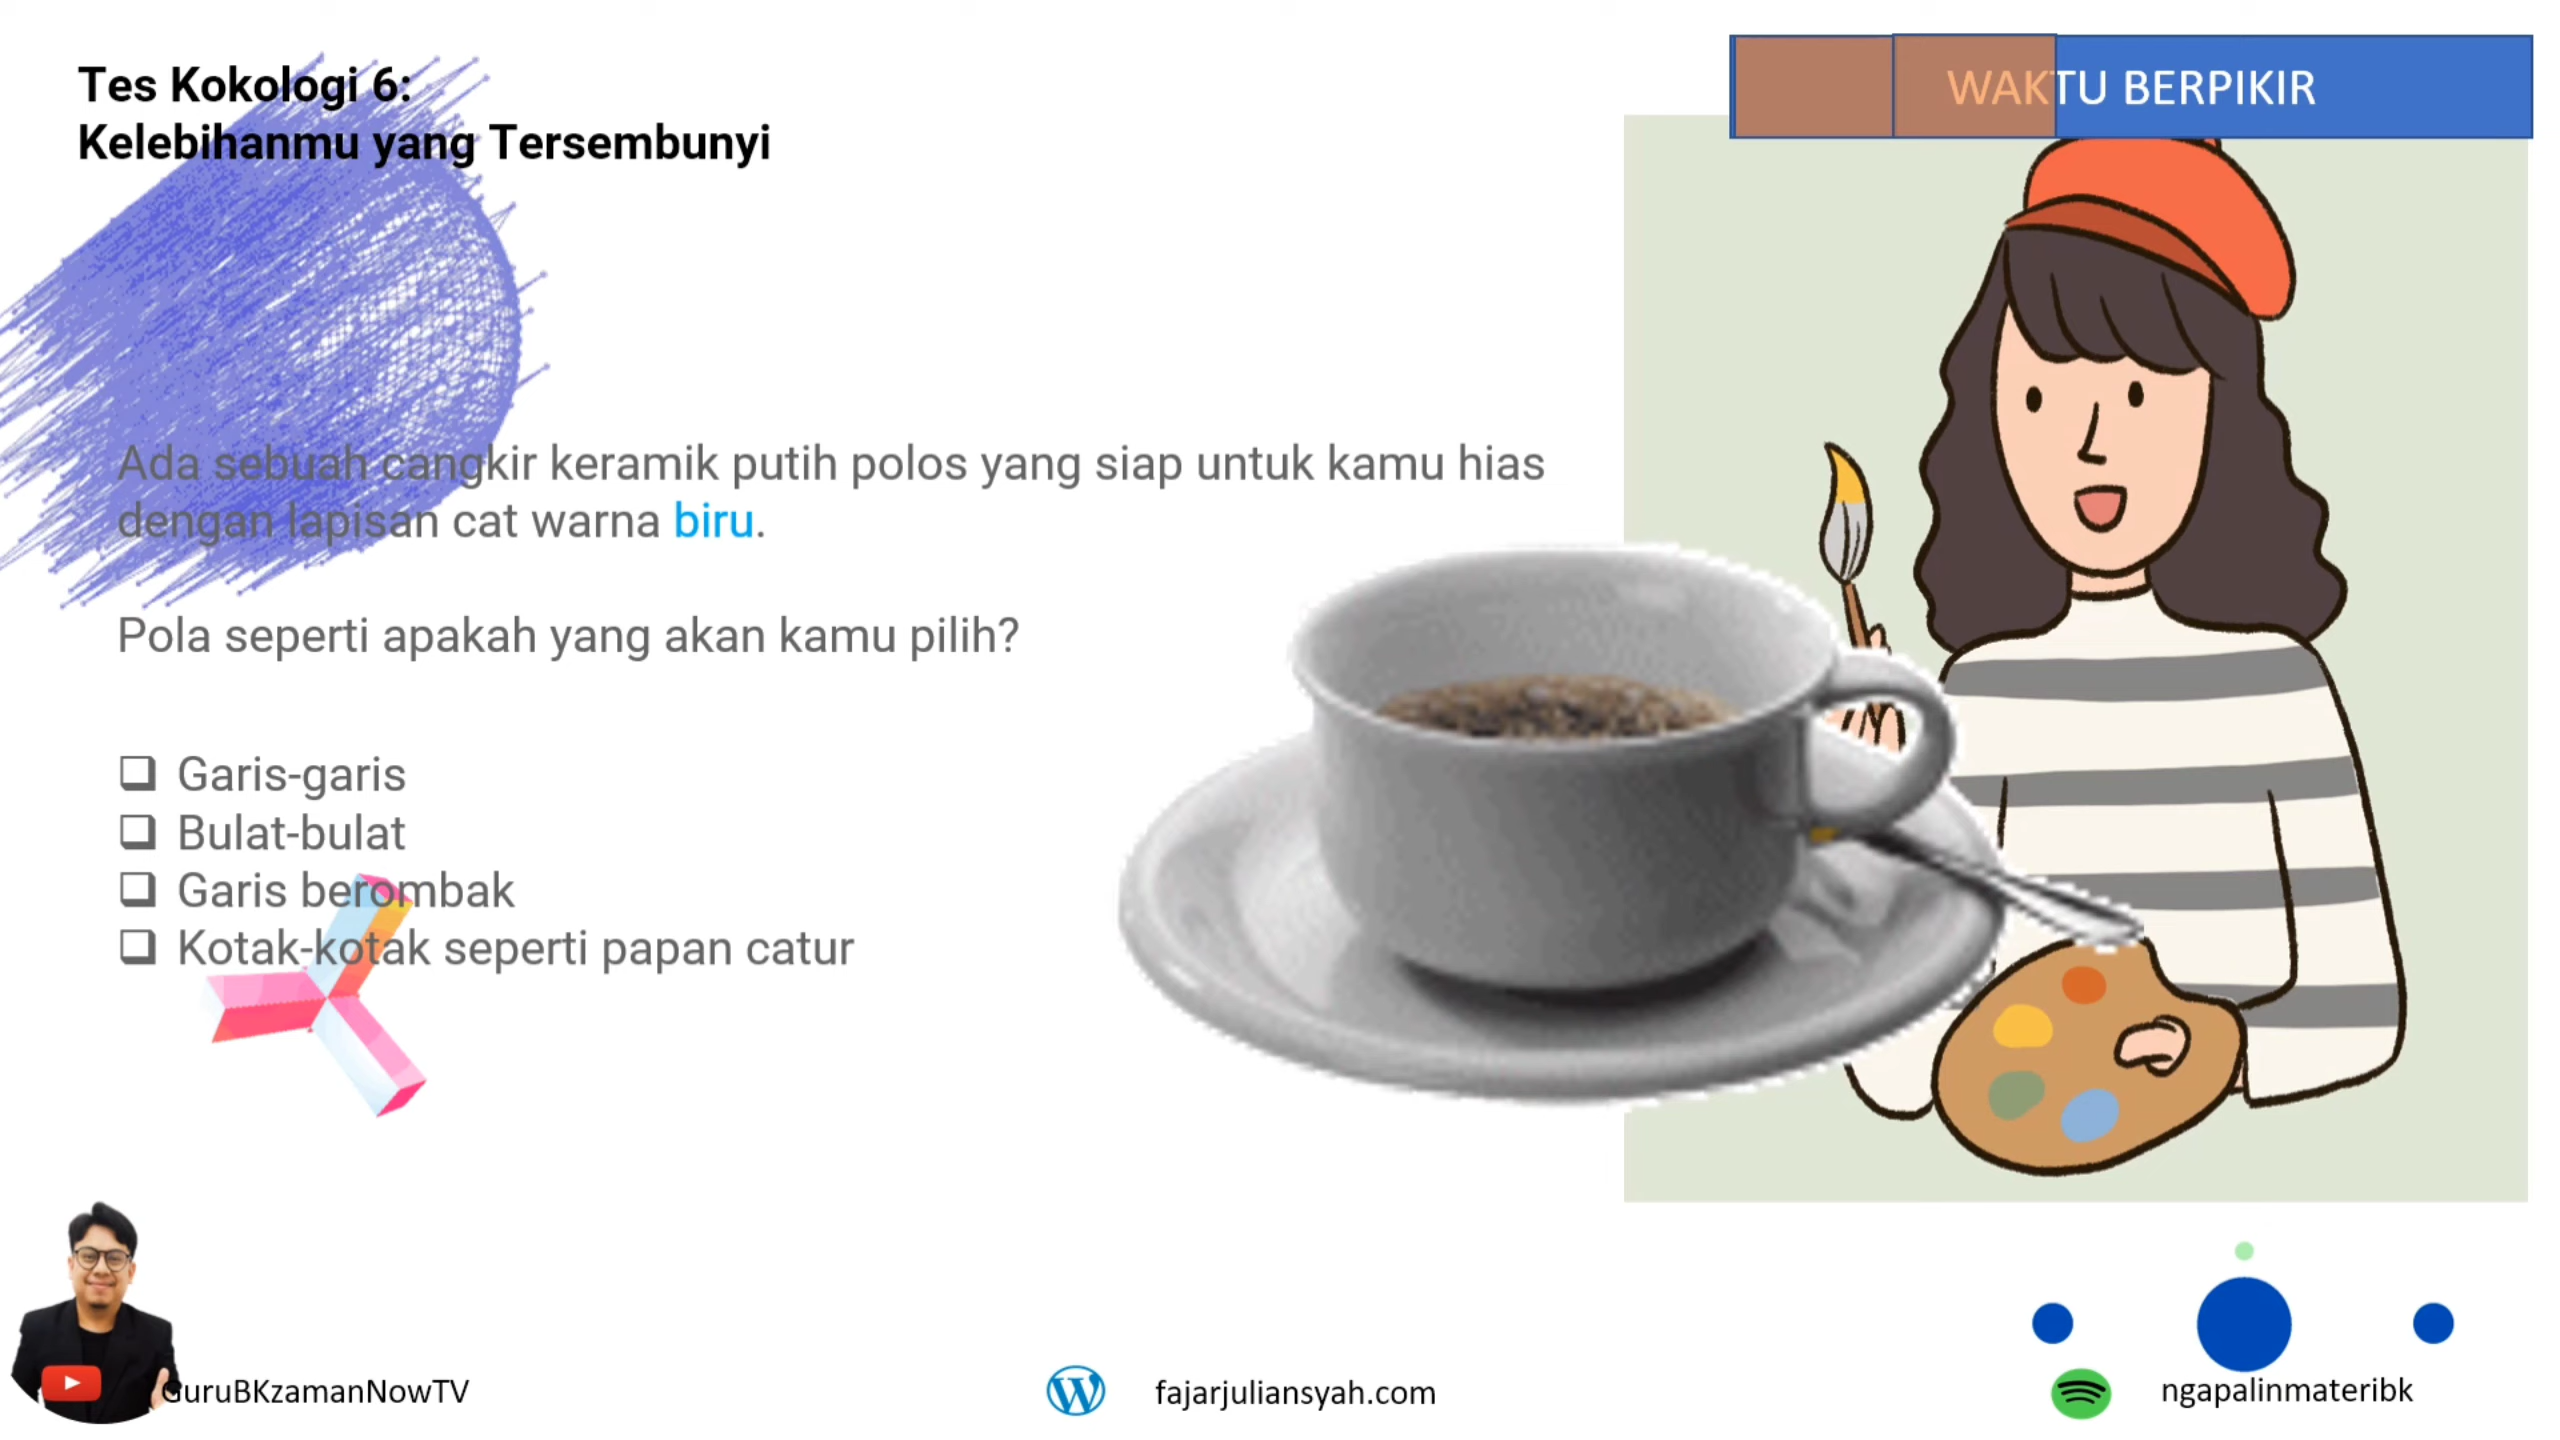 Tes Kokologi 6:
Kelebihanmu yang Tersembunyi
WAKTU BERPIKIR
Ada sebuah cangkir keramik putih polos yang siap untuk kamu hias
dengan lapisan cat warna biru.
Pola seperti apakah yang akan kamu pilih?
Garis-garis
Bulat-bulat
Garis berombak
Kotak-kotak seperti papan catur
GuruBKzamanNowTV
fajarjuliansyah.com
ngapalinmateribk